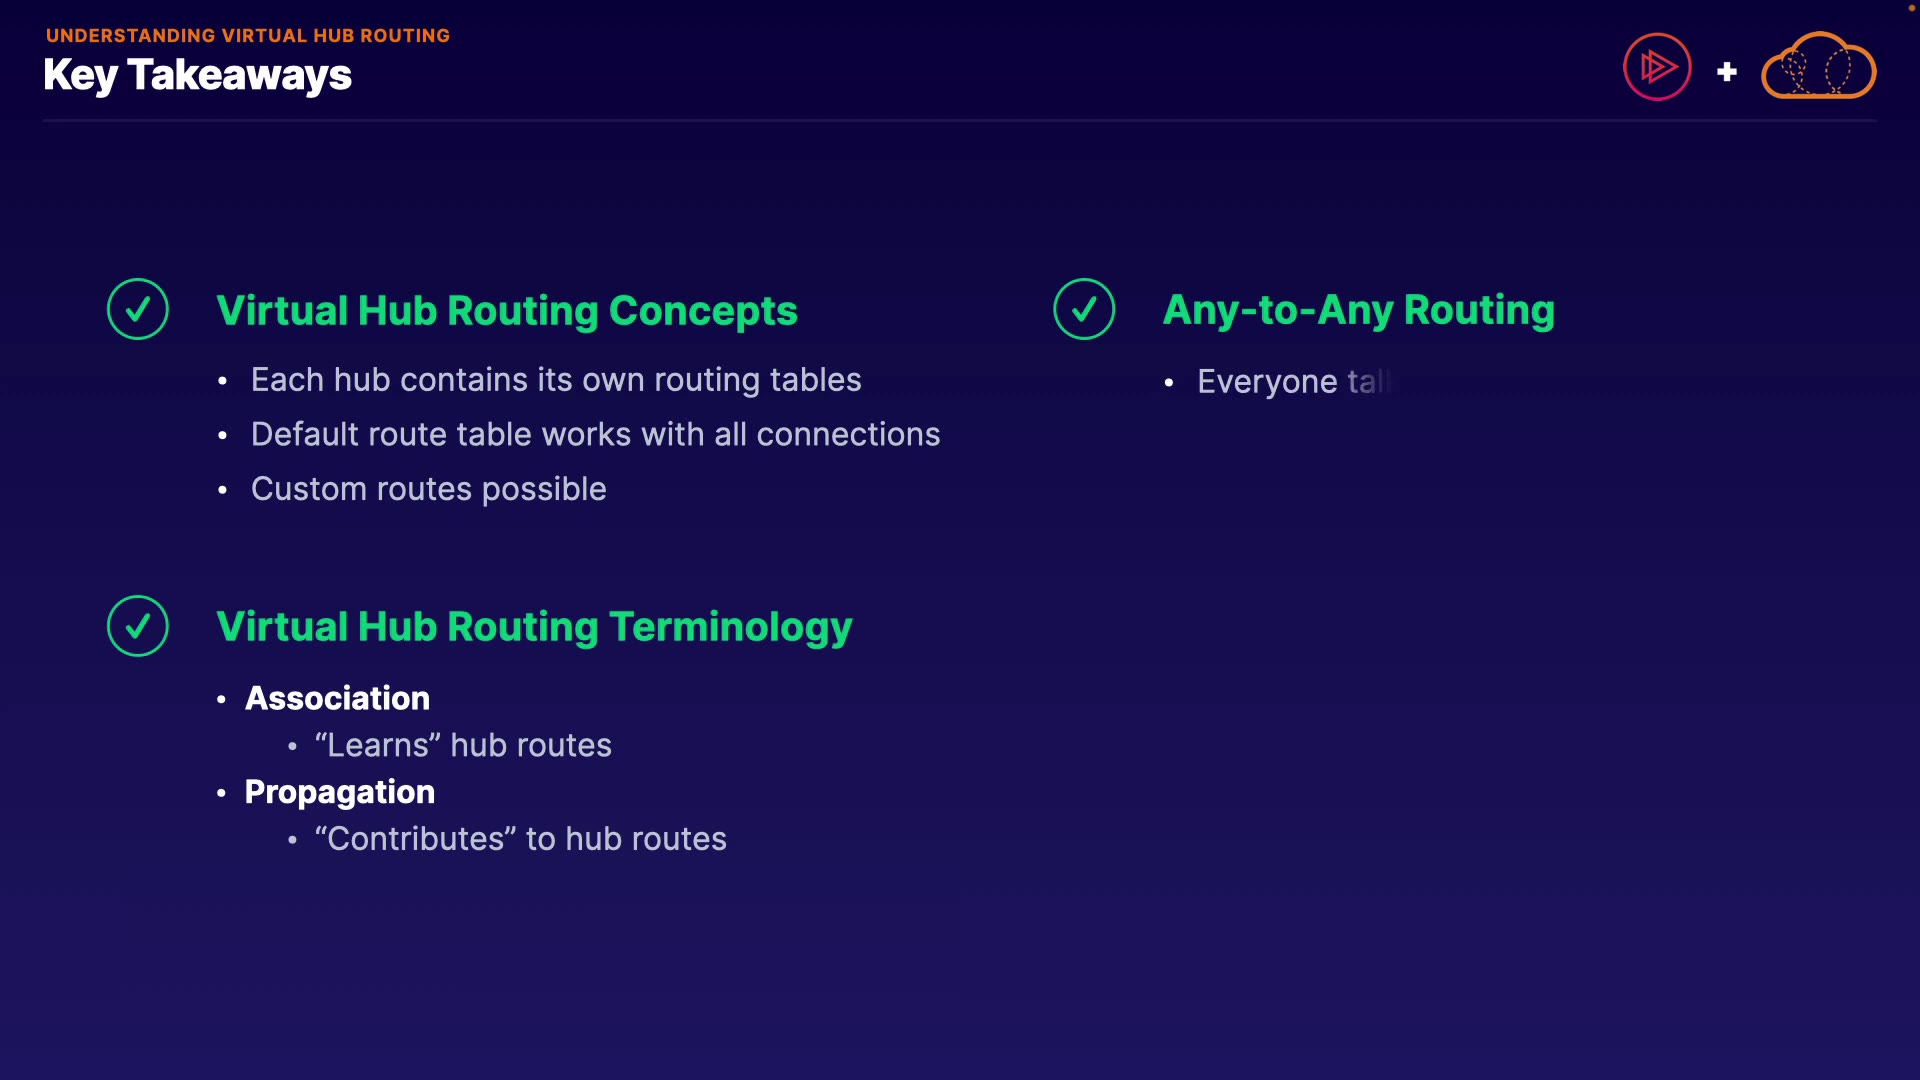 UNDERSTANDING VIRTUAL HUB ROUTING
Key Takeaways
Virtual Hub Routing Concepts
• Each hub contains its own routing tables
• Default route table works with all connections
• Custom routes possible
Virtual Hub Routing Terminology
• Association
• “Learns” hub routes
• Propagation
• “Contributes” to hub routes
Any-to-Any Routing
• Everyone